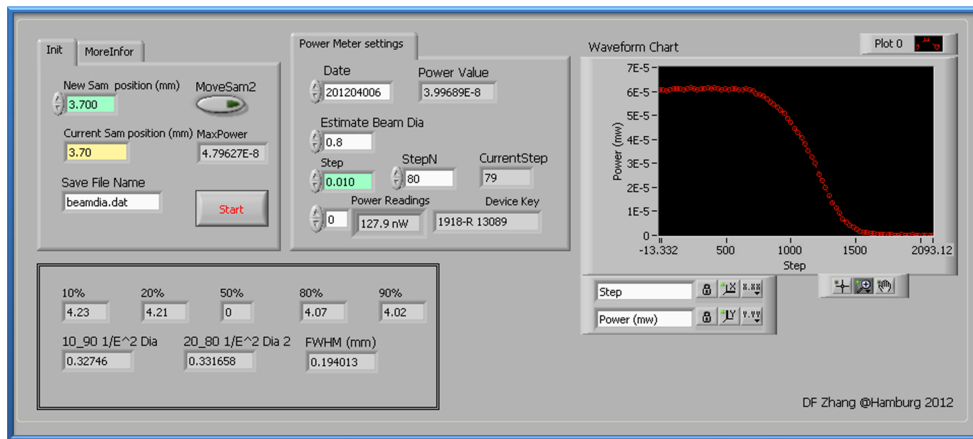 Init
MoreInfor
New Sam position (mm)
MoveSam2
3.700
Current Sam position (mm)
MaxPower
3.70
4.79627E-8
Save File Name
beamdia.dat
Start
Power Meter settings
Date
Power Value
201204006
3.99689E-8
Estimate Beam Dia
0.8
Step
StepN
CurrentStep
0.010
80
79
Power Readings
Device Key
0
127.9 nW
1918-R 13089
Waveform Chart
Plot 0
7E-5
6E-5
5E-5
4E-5
3E-5
2E-5
1E-5
0
Power (mw)
-13.332
500
1000
1500
2093.12
Step
Step
X
X.XX
Power (mw)
Y
Y.YY
10%
20%
50%
80%
90%
4.23
4.21
0
4.07
4.02
10_90 1/E^2 Dia
20_80 1/E^2 Dia 2
FWHM (mm)
0.32746
0.331658
0.194013
DF Zhang @Hamburg 2012